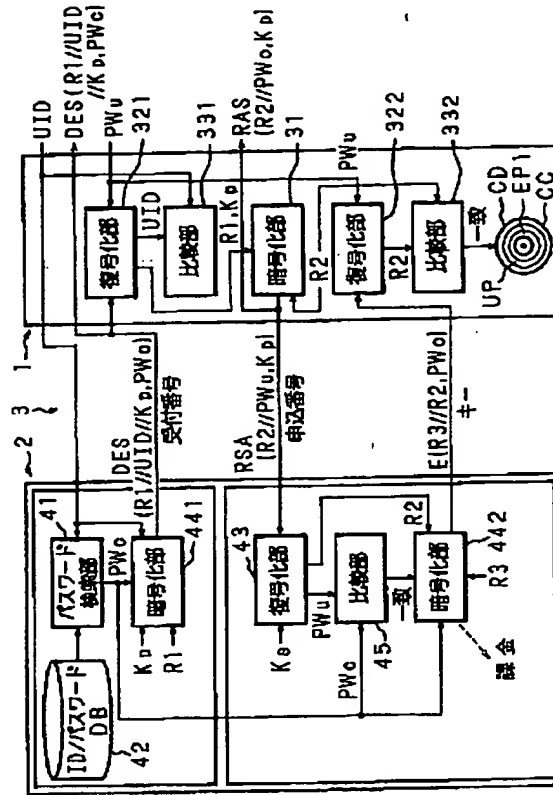 UID
DES(R1//UID
//Kp,PWc)
PWu
321
331
RAS
(R2//PWo,Kp)
31
322
332
CD
EP1
CC
UP
復号化部
UID
比較部
R1,Kp
暗号化部
R2
PWu
復号化部
R2
比較部
一致
1
3
2
DES
(R1//UID//Kp,PWo)
受付番号
RSA
(R2//PWu,Kp)
申込番号
E(R3//R2,PWo)
キー
41
パスワード
検索部
PWo
暗号化部
441
Kp
R1
ID/パスワード
DB
42
43
復号化部
R2
Ks
PWu
比較部
45
PWo
一致
暗号化部
442
R3
課金